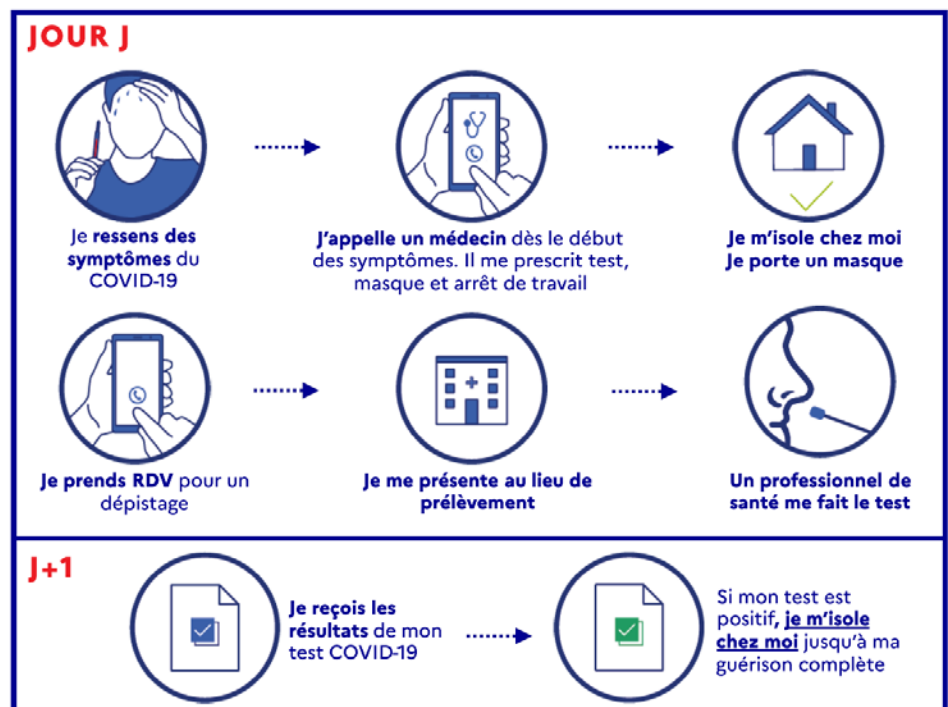 JOUR J
Je ressens des
symptômes du
COVID-19
J'appelle un médecin dès le début
des symptômes. Il me prescrit test,
masque et arrêt de travail
Je m'isole chez moi
Je porte un masque
Je prends RDV pour un
dépistage
Je me présente au lieu de
prélèvement
Un professionnel de
santé me fait le test
J+1
Je reçois les
résultats de mon
test COVID-19
Si mon test est
positif, je m'isole
chez moi jusqu'à ma
guérison complète